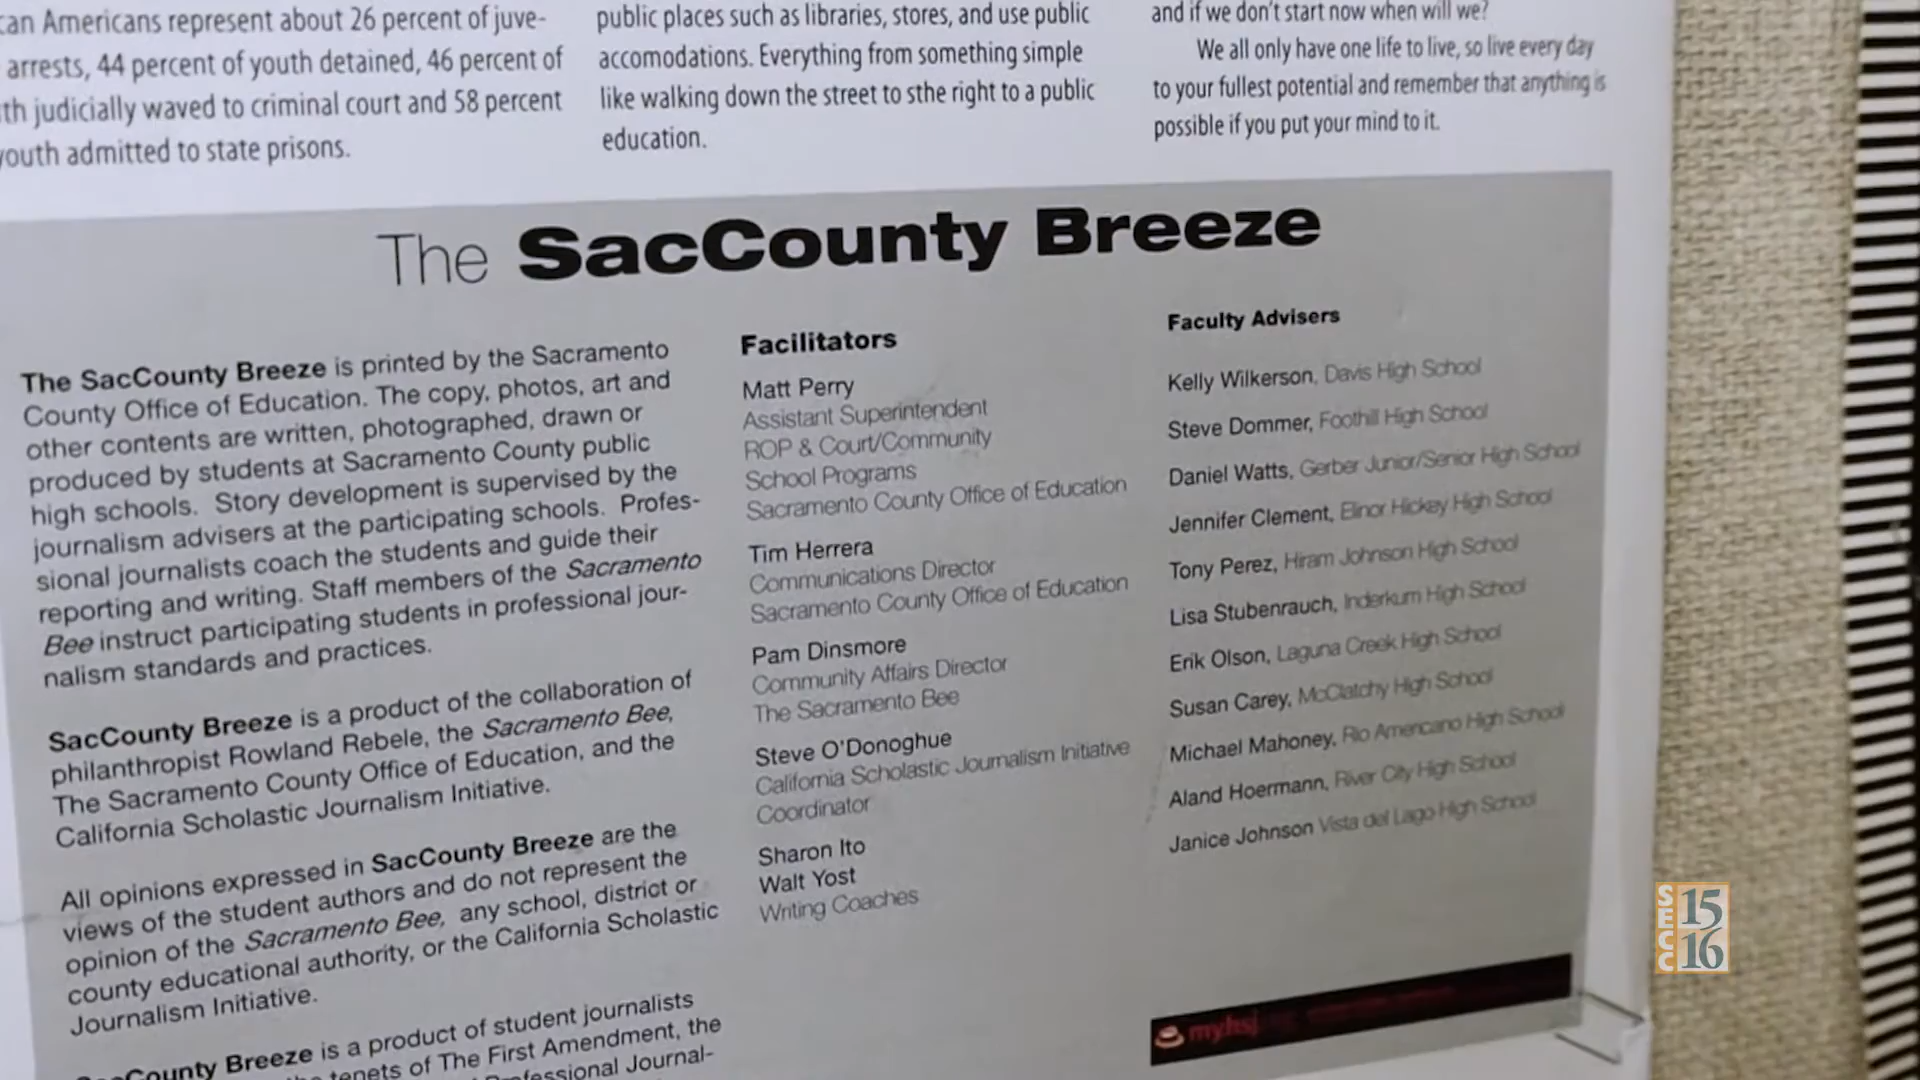 can Americans represent about 26 percent of juve-
arrests, 44 percent of youth detained, 46 percent of
th judicially waved to criminal court and 58 percent
youth admitted to state prisons.
public places such as libraries, stores, and use public
accomodations. Everything from something simple
like walking down the street to sthe right to a public
education.
and if we don't start now when will we?
We all only have one life to live, so live every day
to your fullest potential and remember that anything is
possible if you put your mind to it.
The SacCounty Breeze
The SacCounty Breeze is printed by the Sacramento
County Office of Education. The copy, photos, art and
other contents are written, photographed, drawn or
produced by students at Sacramento County public
high schools. Story development is supervised by the
journalism advisers at the participating schools. Profes-
sional journalists coach the students and guide their
reporting and writing. Staff members of the Sacramento
Bee instruct participating students in professional jour-
nalism standards and practices.
SacCounty Breeze is a product of the collaboration of
philanthropist Rowland Rebele, the Sacramento Bee,
The Sacramento County Office of Education, and the
California Scholastic Journalism Initiative.
All opinions expressed in SacCounty Breeze are the
views of the student authors and do not represent the
opinion of the Sacramento Bee, any school, district or
county educational authority, or the California Scholastic
Journalism Initiative.
County Breeze is a product of student journalists
tenets of The First Amendment, the
Journal-
Facilitators
Matt Perry
Assistant Superintendent
ROP & Court/Community
School Programs
Sacramento County Office of Education
Tim Herrera
Communications Director
Sacramento County Office of Education
Pam Dinsmore
Community Affairs Director
The Sacramento Bee
Steve O'Donoghue
California Scholastic Journalism Initiative
Coordinator
Sharon Ito
Walt Yost
Writing Coaches
Faculty Advisers
Kelly Wilkerson, Davis High School
Steve Dommer, Foothill High School
Daniel Watts, Gerber Junior/Senior High School
Jennifer Clement, Elinor Hickey High School
Tony Perez, Hiram Johnson High School
Lisa Stubenrauch, Inderkum High School
Erik Olson, Laguna Creek High School
Susan Carey, McClatchy High School
Michael Mahoney, Rio Americano High School
Aland Hoermann, River City High School
Janice Johnson Vista del Lago High School
my.hsj
SECC
15
16